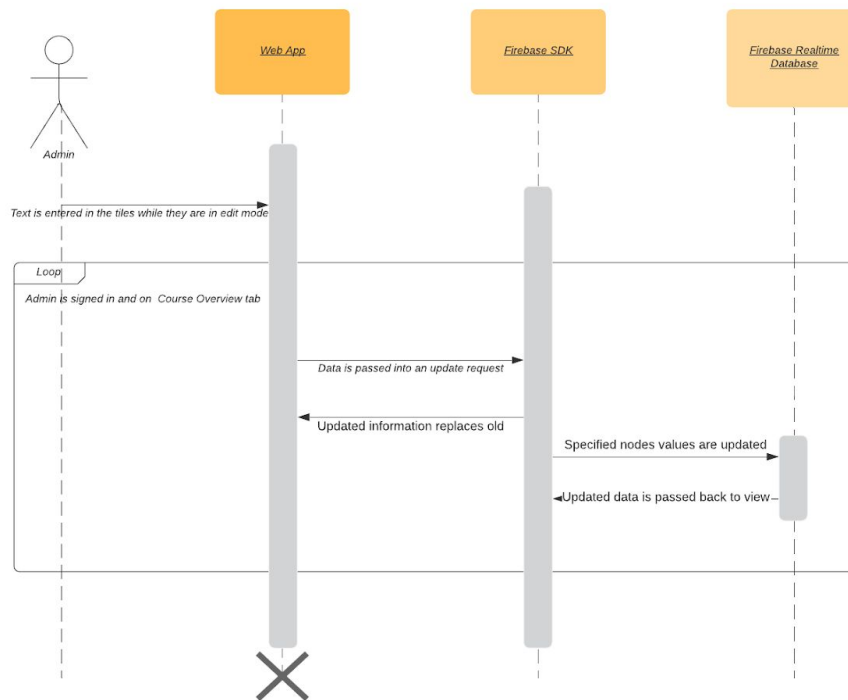 Web App
Firebase SDK
Firebase Realtime
Database
Admin
Text is entered in the tiles while they are in edit mode
Loop
Admin is signed in and on Course Overview tab
Data is passed into an update request
Updated information replaces old
Specified nodes values are updated
Updated data is passed back to view